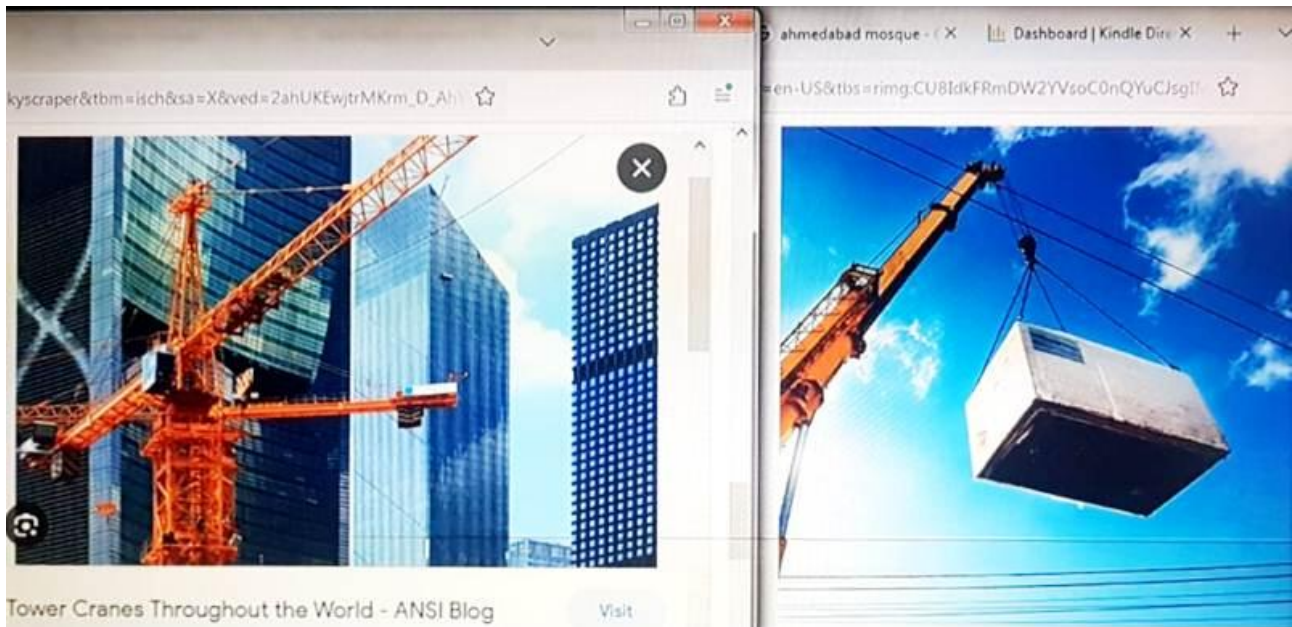 ahmedabad mosque - (
Dashboard | Kindle Dire
kyscraper&tbm=isch&sa=X&ved=2ahUKEwjtrMKrm_D_Ah
=en-US&tbs=rimg:CU8IdkFRmDW2YVsoC0nQYuCJsgI
Tower Cranes Throughout the World - ANSI Blog
Visit